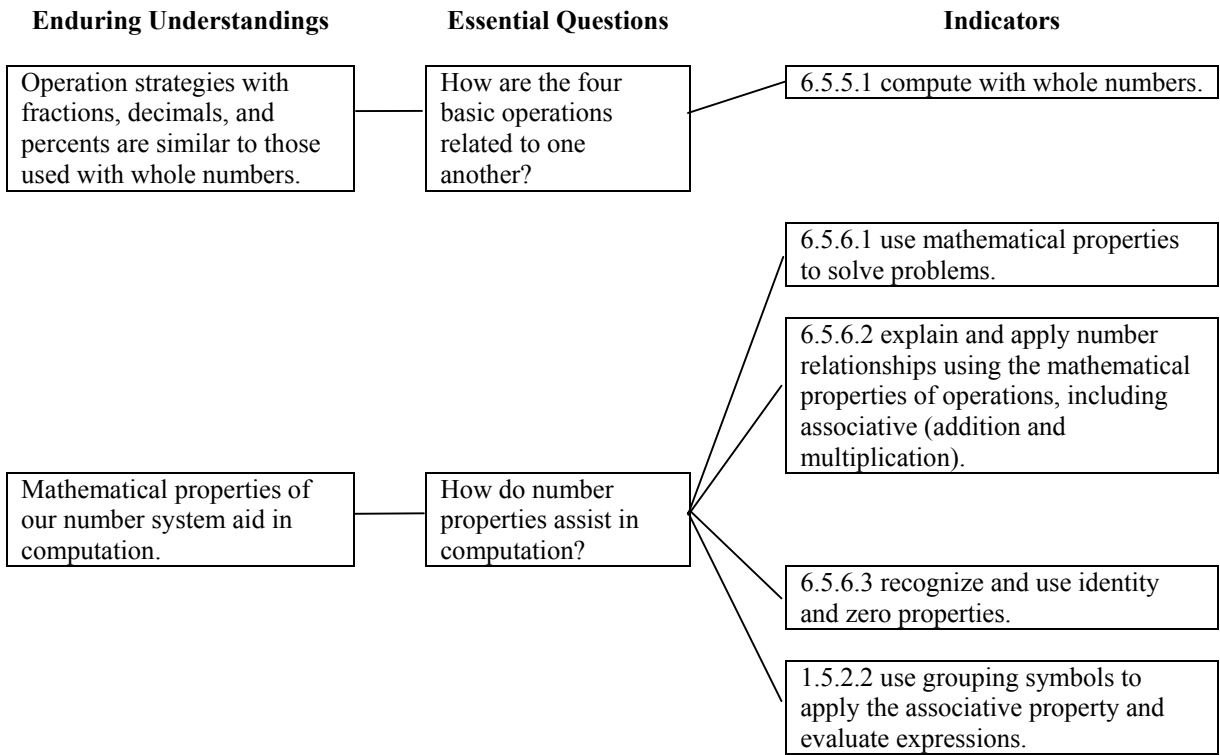 Enduring Understandings
Essential Questions
Indicators
Operation strategies with
fractions, decimals, and
percents are similar to those
used with whole numbers.
How are the four
basic operations
related to one
another?
6.5.5.1 compute with whole numbers.
6.5.6.1 use mathematical properties
to solve problems.
6.5.6.2 explain and apply number
relationships using the mathematical
properties of operations, including
associative (addition and
multiplication).
Mathematical properties of
our number system aid in
computation.
How do number
properties assist in
computation?
6.5.6.3 recognize and use identity
and zero properties.
1.5.2.2 use grouping symbols to
apply the associative property and
evaluate expressions.